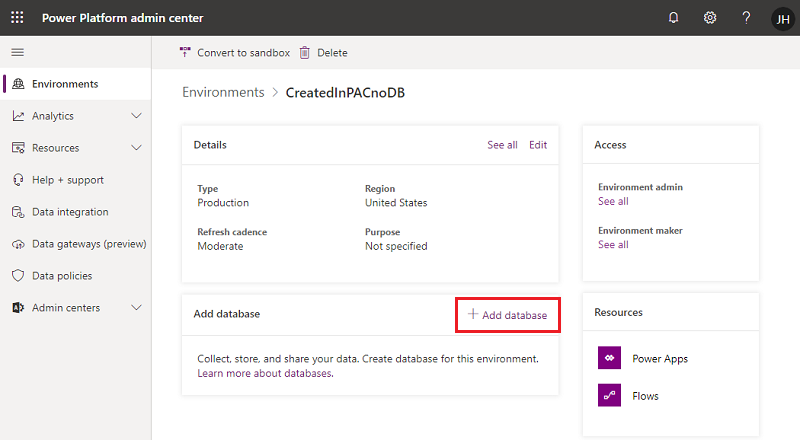 Power Platform admin center
?
JH
Convert to sandbox
Delete
Environments
Analytics
Resources
Help + support
Data integration
Data gateways (preview)
Data policies
Admin centers
Environments > CreatedInPACnoDB
Details
See all
Edit
Type
Production
Region
United States
Refresh cadence
Moderate
Purpose
Not specified
Add database
+ Add database
Collect, store, and share your data. Create database for this environment.
Learn more about databases.
Access
Environment admin
See all
Environment maker
See all
Resources
Power Apps
Flows